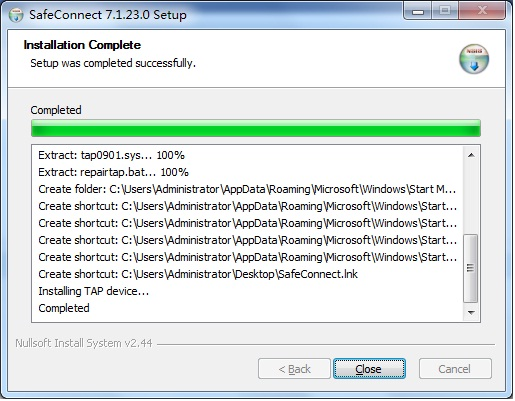 SafeConnect 7.1.23.0 Setup
Installation Complete
Setup was completed successfully.
Completed
Extract: tap0901.sys... 100%
Extract: repairtap.bat... 100%
Create folder: C:\Users\Administrator\AppData\Roaming\Microsoft\Windows\Start M...
Create shortcut: C:\Users\Administrator\AppData\Roaming\Microsoft\Windows\Start...
Create shortcut: C:\Users\Administrator\AppData\Roaming\Microsoft\Windows\Start...
Create shortcut: C:\Users\Administrator\AppData\Roaming\Microsoft\Windows\Start...
Create shortcut: C:\Users\Administrator\AppData\Roaming\Microsoft\Windows\Start...
Create shortcut: C:\Users\Administrator\Desktop\SafeConnect.lnk
Installing TAP device...
Completed
Nullsoft Install System v2.44
< Back
Close
Cancel